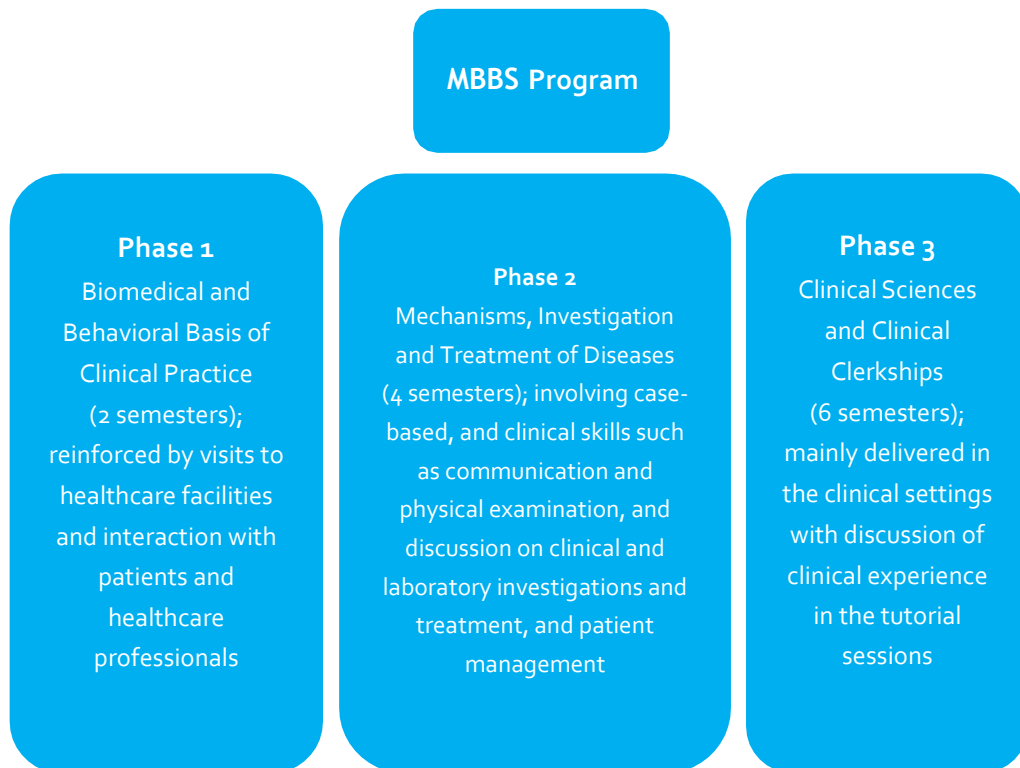 MBBS Program
Phase 1
Biomedical and
Behavioral Basis of
Clinical Practice
(2 semesters);
reinforced by visits to
healthcare facilities
and interaction with
patients and
healthcare
professionals
Phase 2
Mechanisms, Investigation
and Treatment of Diseases
(4 semesters); involving case-
based, and clinical skills such
as communication and
physical examination, and
discussion on clinical and
laboratory investigations and
treatment, and patient
management
Phase 3
Clinical Sciences
and Clinical
Clerkships
(6 semesters);
mainly delivered in
the clinical settings
with discussion of
clinical experience
in the tutorial
sessions